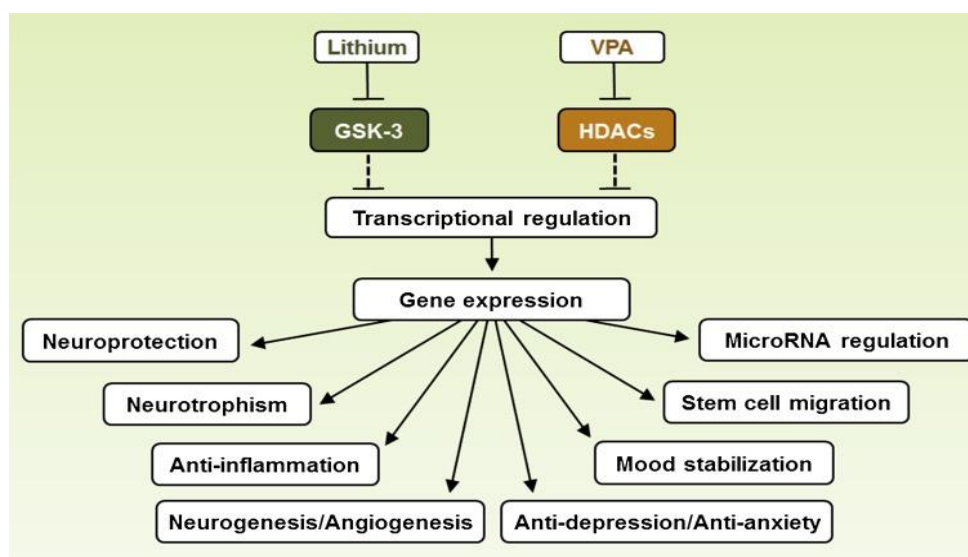 Lithium
VPA
GSK-3
HDACs
Transcriptional regulation
Gene expression
Neuroprotection
MicroRNA regulation
Neurotrophism
Stem cell migration
Anti-inflammation
Mood stabilization
Neurogenesis/Angiogenesis
Anti-depression/Anti-anxiety